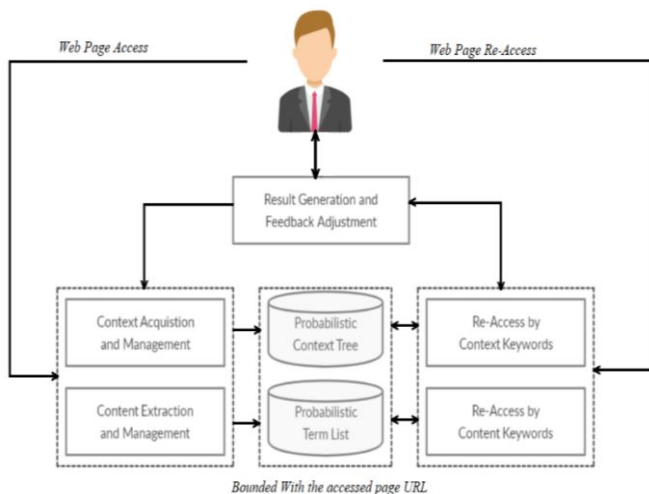 Web Page Access
Web Page Re-Access
Result Generation and
Feedback Adjustment
Context Acquistion
and Management
Probabilistic
Context Tree
Re-Access by
Context Keywords
Content Extraction
and Management
Probabilistic
Term List
Re-Access by
Content Keywords
Bounded With the accessed page URL